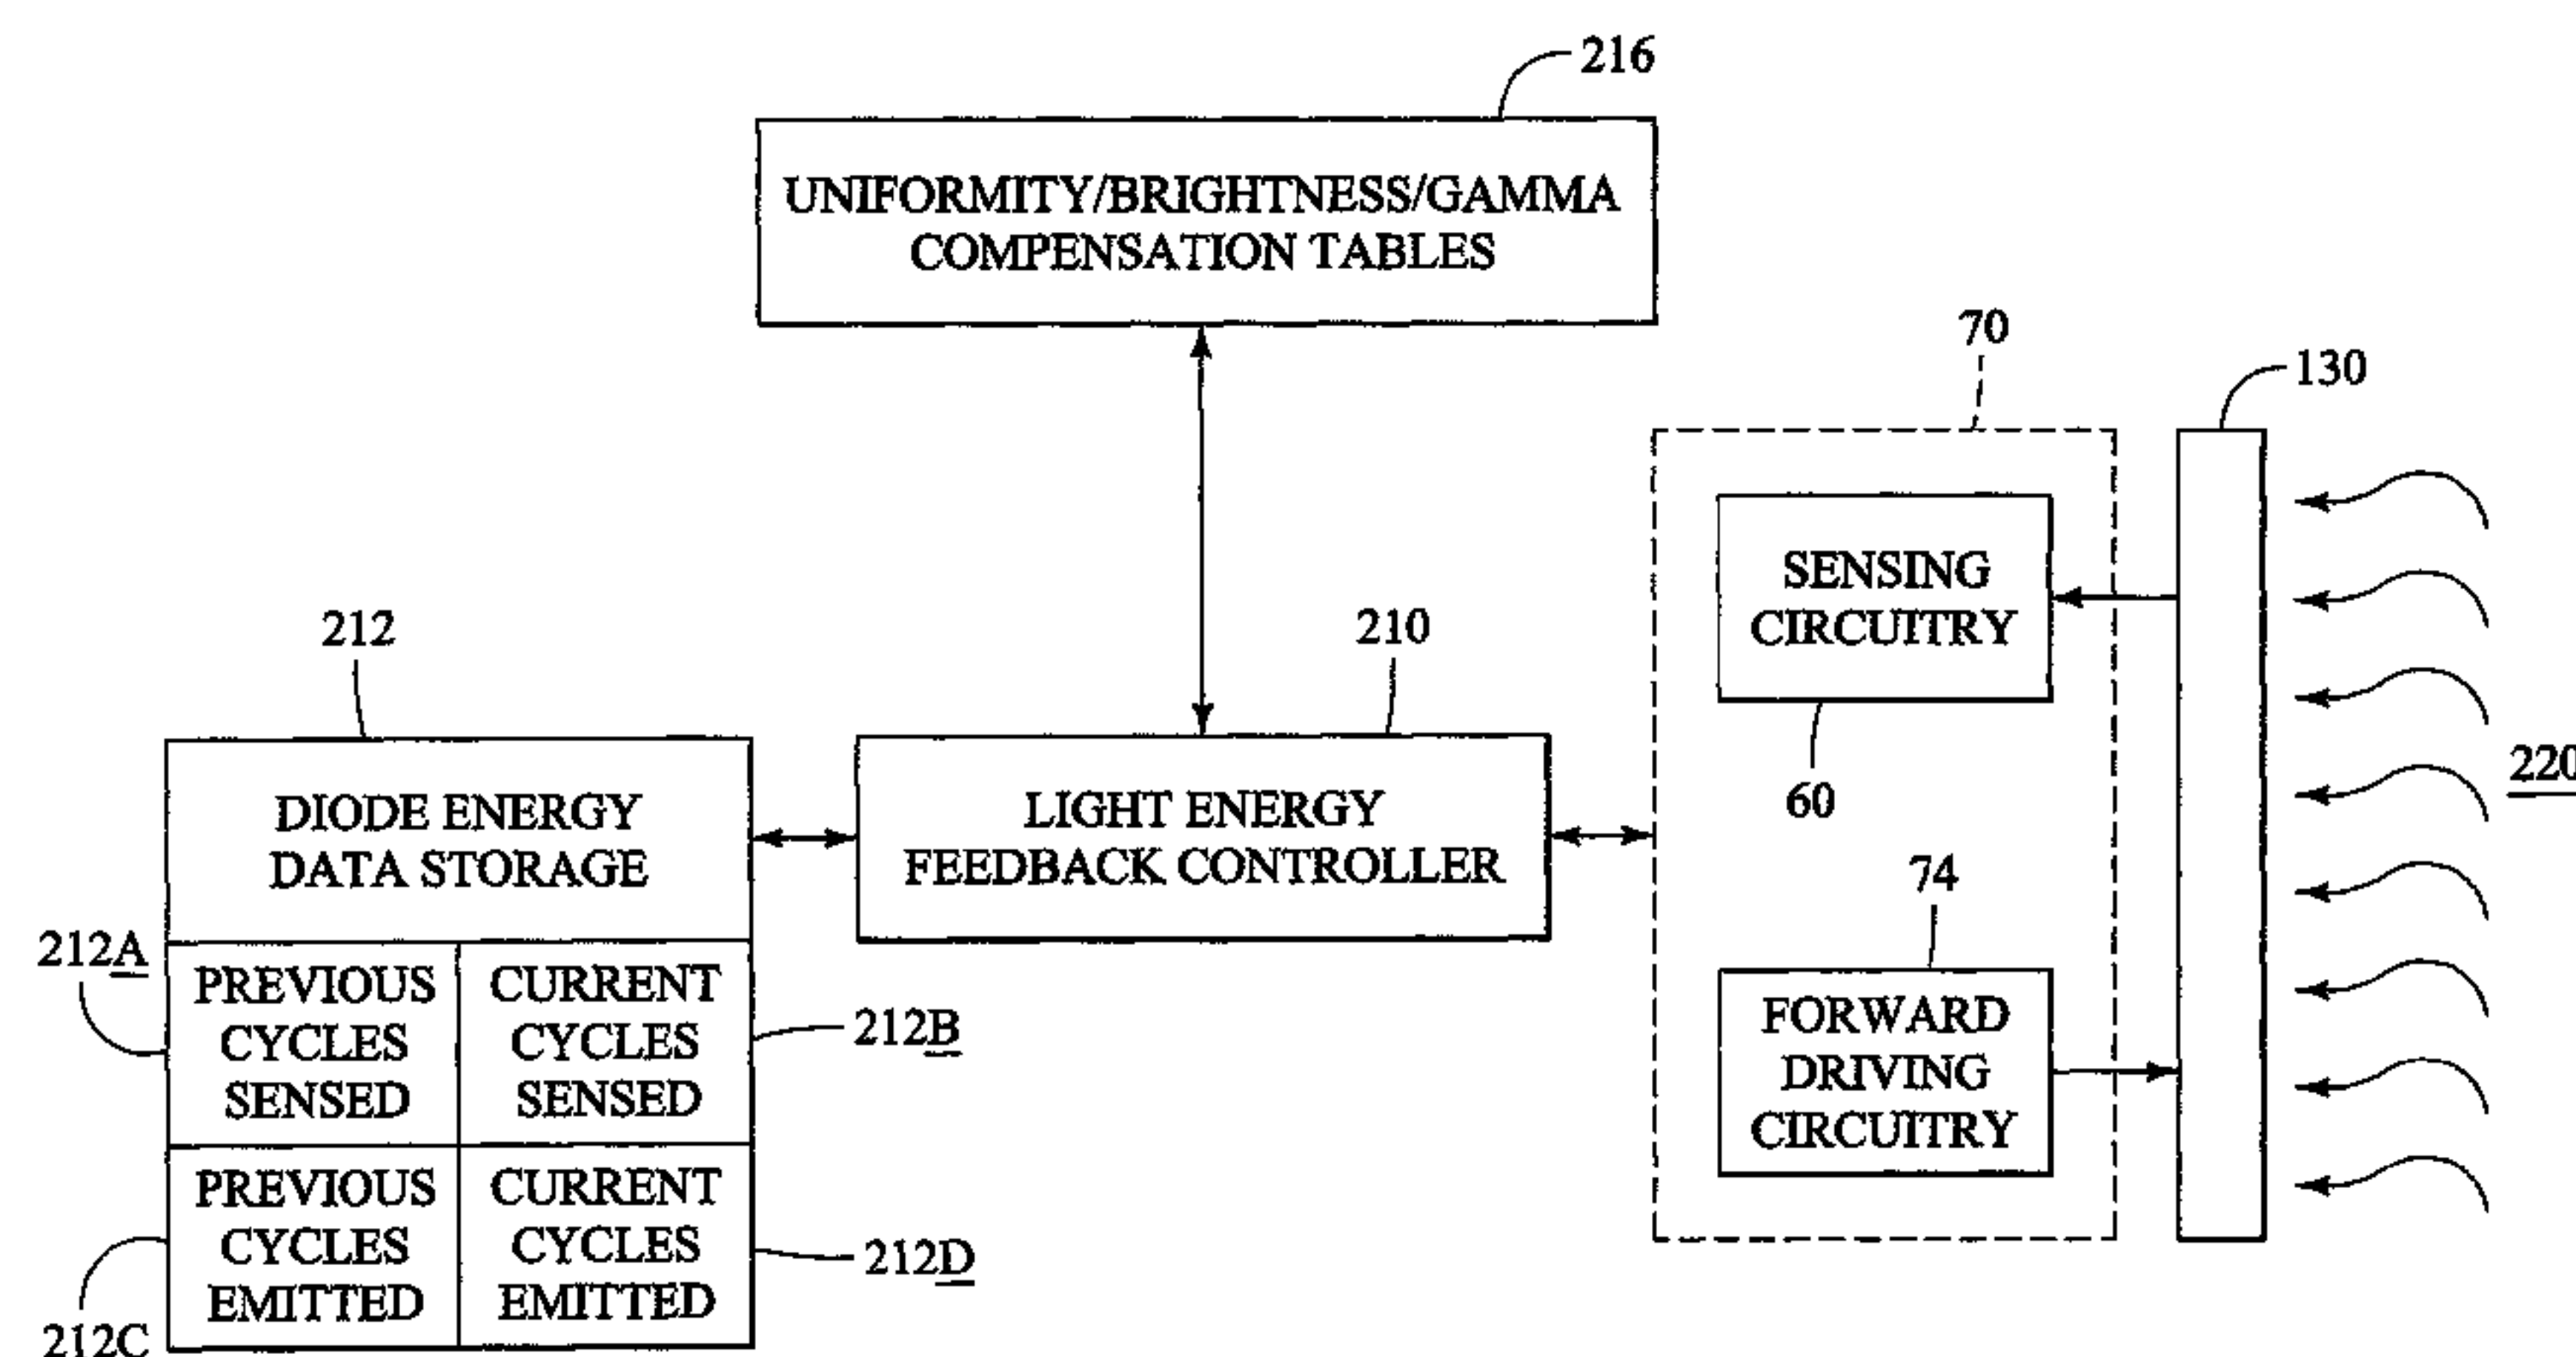 216
UNIFORMITY/BRIGHTNESS/GAMMA
COMPENSATION TABLES
70
130
SENSING
CIRCUITRY
60
212
210
220
DIODE ENERGY
DATA STORAGE
LIGHT ENERGY
FEEDBACK CONTROLLER
74
FORWARD
DRIVING
CIRCUITRY
212A
PREVIOUS
CYCLES
SENSED
CURRENT
CYCLES
SENSED
212B
PREVIOUS
CYCLES
EMITTED
CURRENT
CYCLES
EMITTED
212D
212C